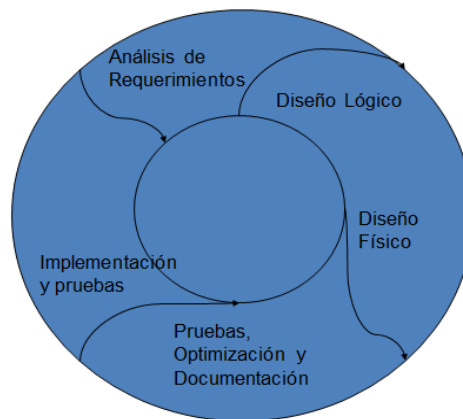 Análisis de
Requerimientos
Diseño Lógico
Diseño
Físico
Pruebas,
Optimización y
Documentación
Implementación
y pruebas